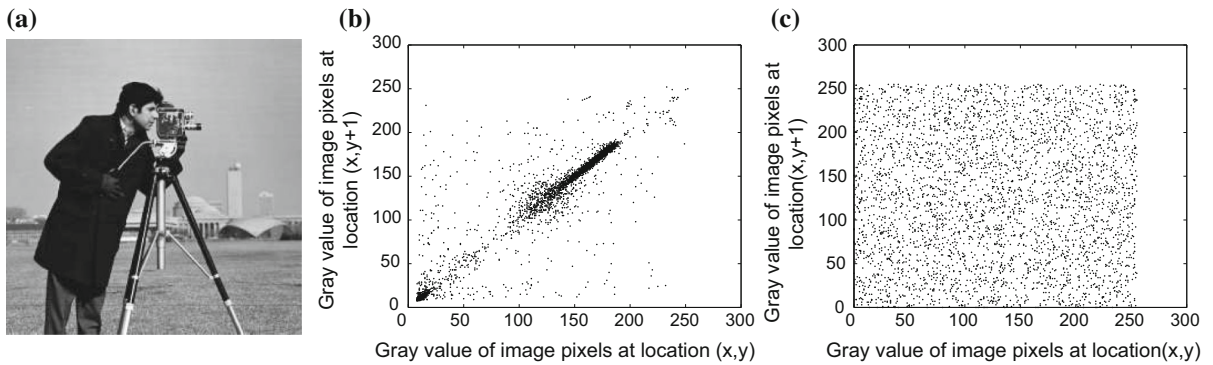 (a)
(b)
Gray value of image pixels at
location (x,y+1)
300
250
200
150
100
50
0
0 50 100 150 200 250 300
Gray value of image pixels at location (x,y)
(c)
Gray value of image pixels at
location(x,y+1)
300
250
200
150
100
50
0
0 50 100 150 200 250 300
Gray value of image pixels at location(x,y)